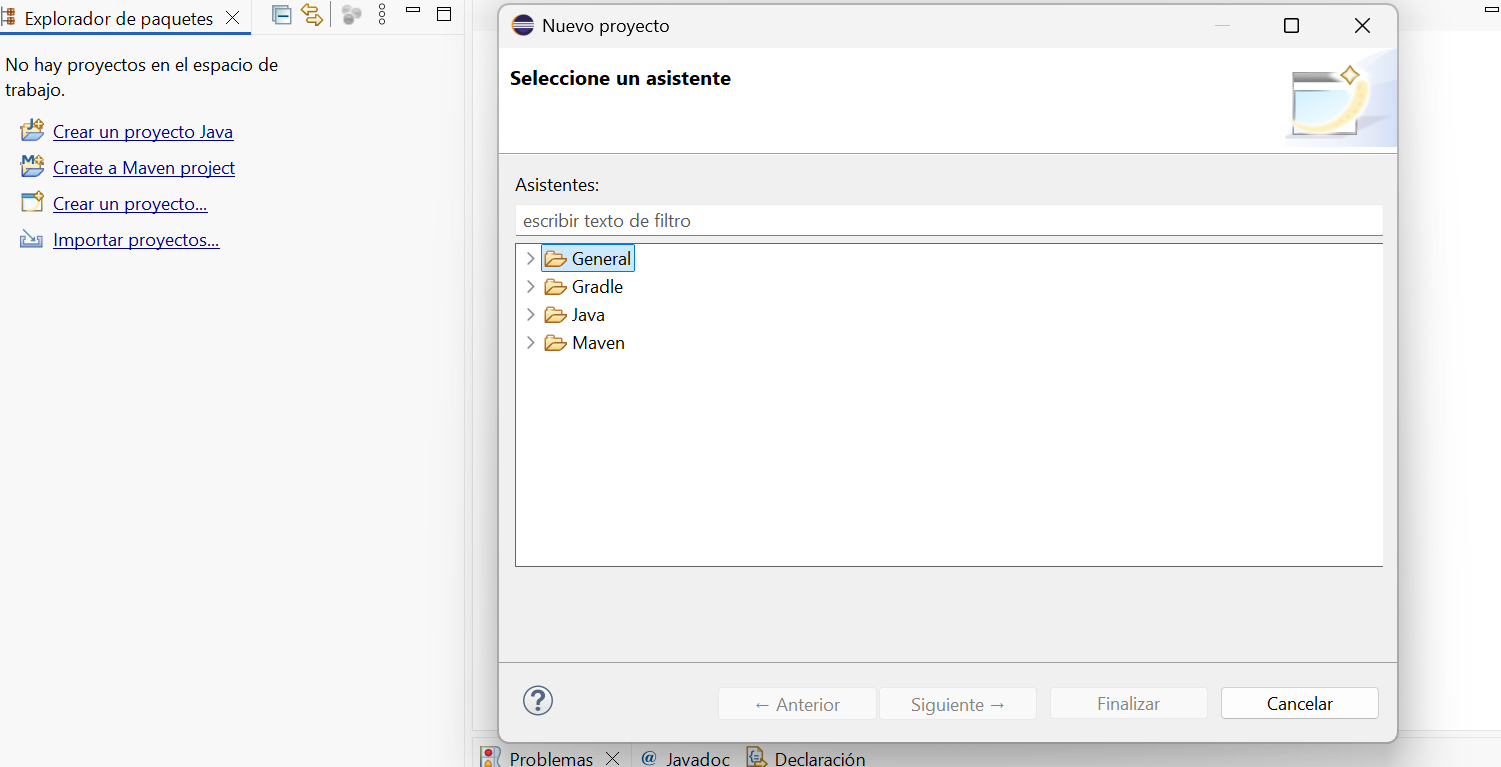 Explorador de paquetes
No hay proyectos en el espacio de
trabajo.
Crear un proyecto Java
Create a Maven project
Crear un proyecto...
Importar proyectos...
Nuevo proyecto
Seleccione un asistente
Asistentes:
escribir texto de filtro
General
Gradle
Java
Maven
← Anterior
Siguiente →
Finalizar
Cancelar
Problemas
@ Javadoc
Declaración